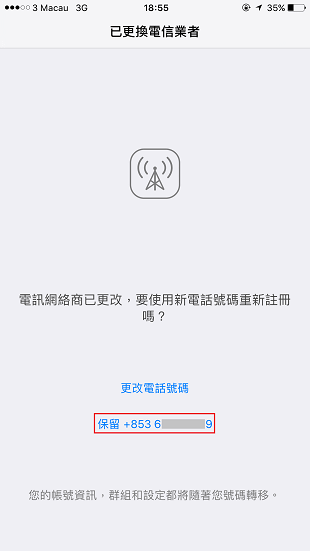 3 Macau 3G 18:55 35%
已更換電信業者
電訊網絡商已更改，要使用新電話號碼重新註冊
嗎？
更改電話號碼
保留 +853 6 9
您的帳號資訊，群組和設定都將隨著您號碼轉移。